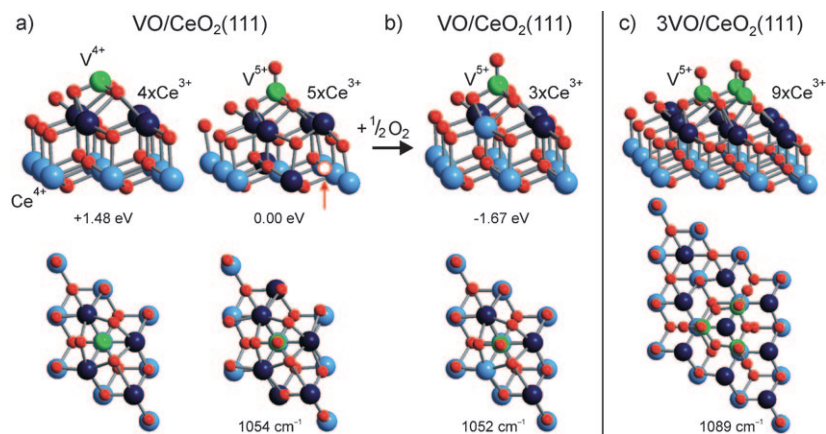 a) VO/CeO₂(111) b) VO/CeO₂(111) c) 3VO/CeO₂(111)
V⁴⁺
4xCe³⁺
V⁵⁺
5xCe³⁺
+ ½O₂
V⁵⁺
3xCe³⁺
V⁵⁺
9xCe³⁺
Ce⁴⁺
+1.48 eV
0.00 eV
-1.67 eV
1054 cm⁻¹
1052 cm⁻¹
1089 cm⁻¹